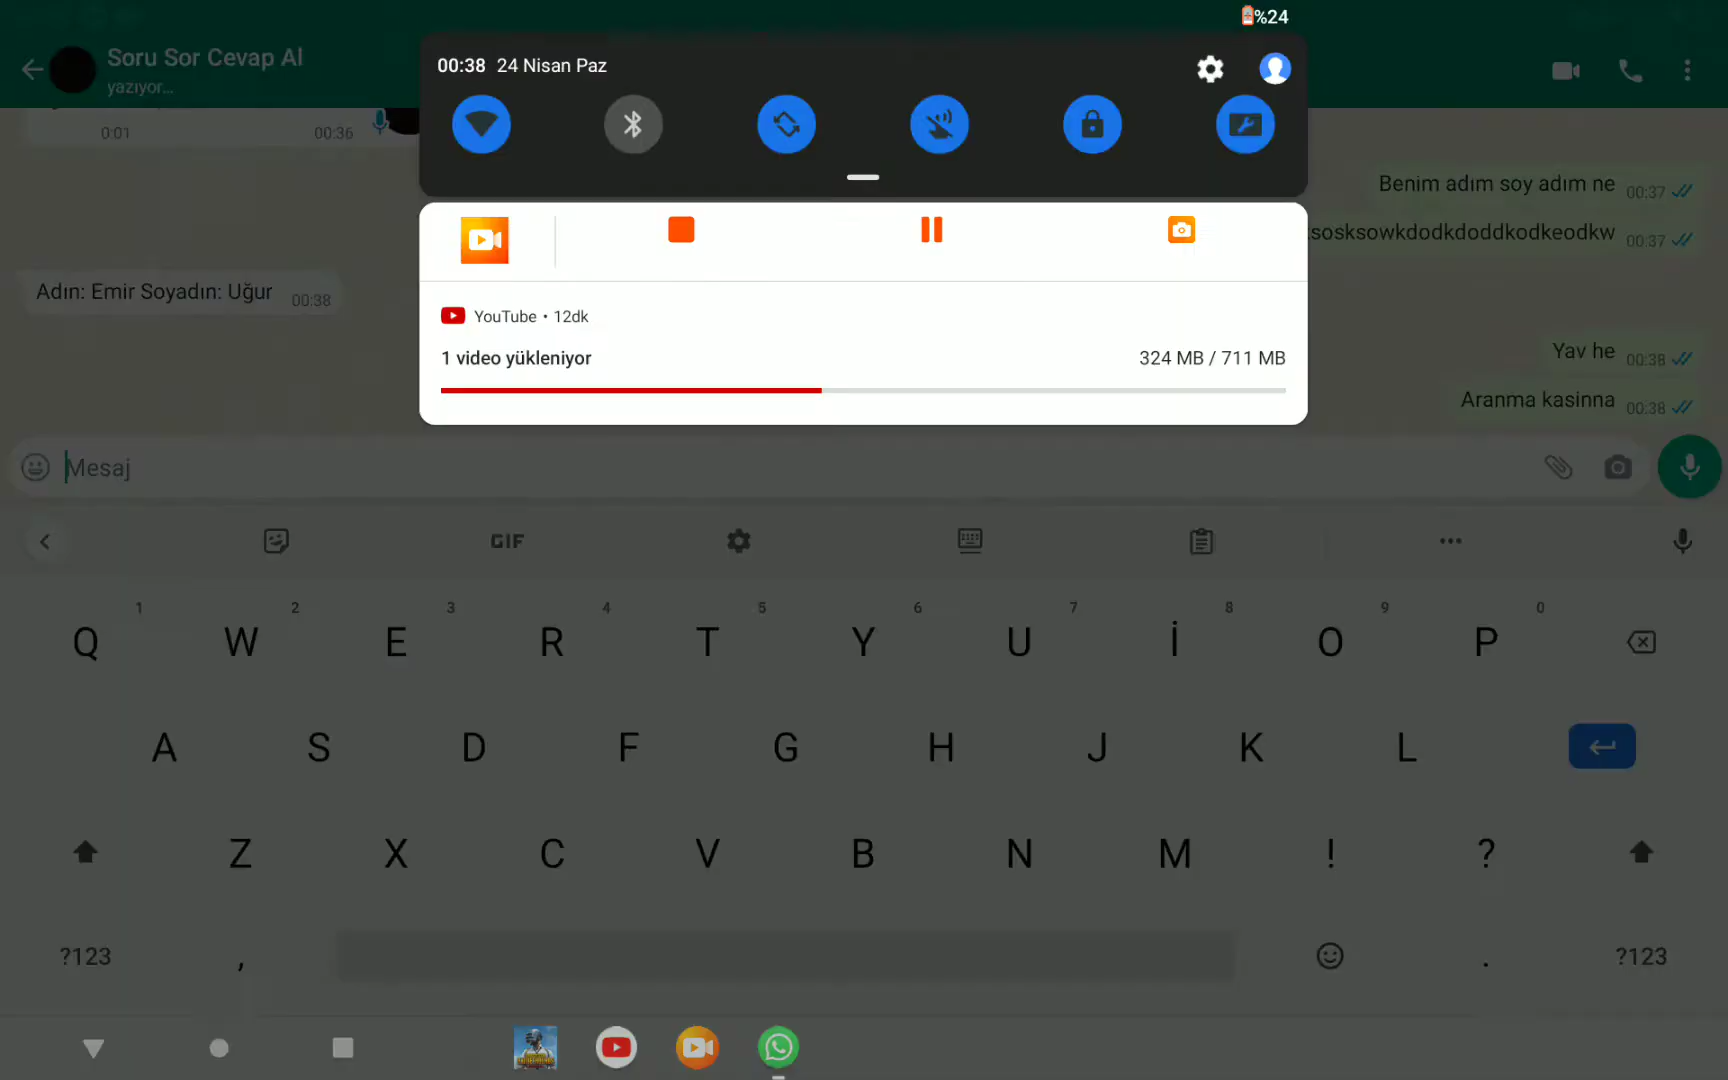 %24
Soru Sor Cevap Al
yazıyor...
00:38 24 Nisan Paz
0:01 00:36
Benim adım soy adım ne 00:37
sosksowkdodkdoddkodkeodkw 00:37
Adın: Emir Soyadın: Uğur 00:38
YouTube • 12dk
1 video yükleniyor 324 MB / 711 MB
Yav he 00:38
Aranma kasinna 00:38
Mesaj
GIF
1 2 3 4 5 6 7 8 9 0
Q W E R T Y U İ O P
A S D F G H J K L
Z X C V B N M ! ?
?123 , . ?123